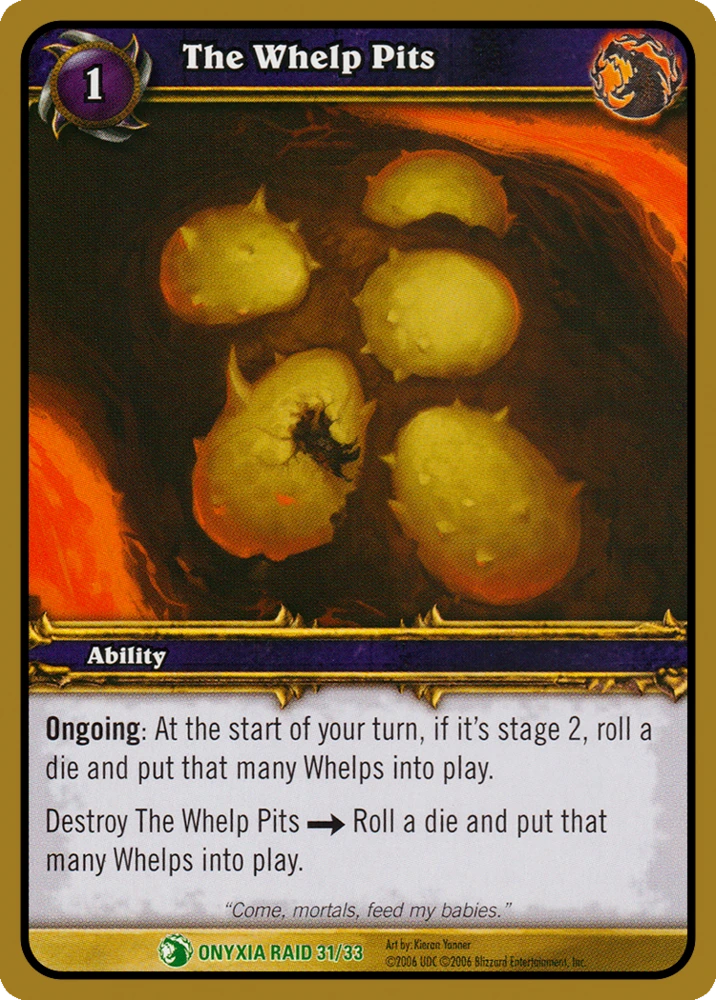 1
The Whelp Pits
Ability
Ongoing: At the start of your turn, if it's stage 2, roll a
die and put that many Whelps into play.
Destroy The Whelp Pits ➡ Roll a die and put that
many Whelps into play.
"Come, mortals, feed my babies."
ONYXIA RAID 31/33
Art by: Kieran Yanner
©2006 UDC ©2006 Blizzard Entertainment, Inc.